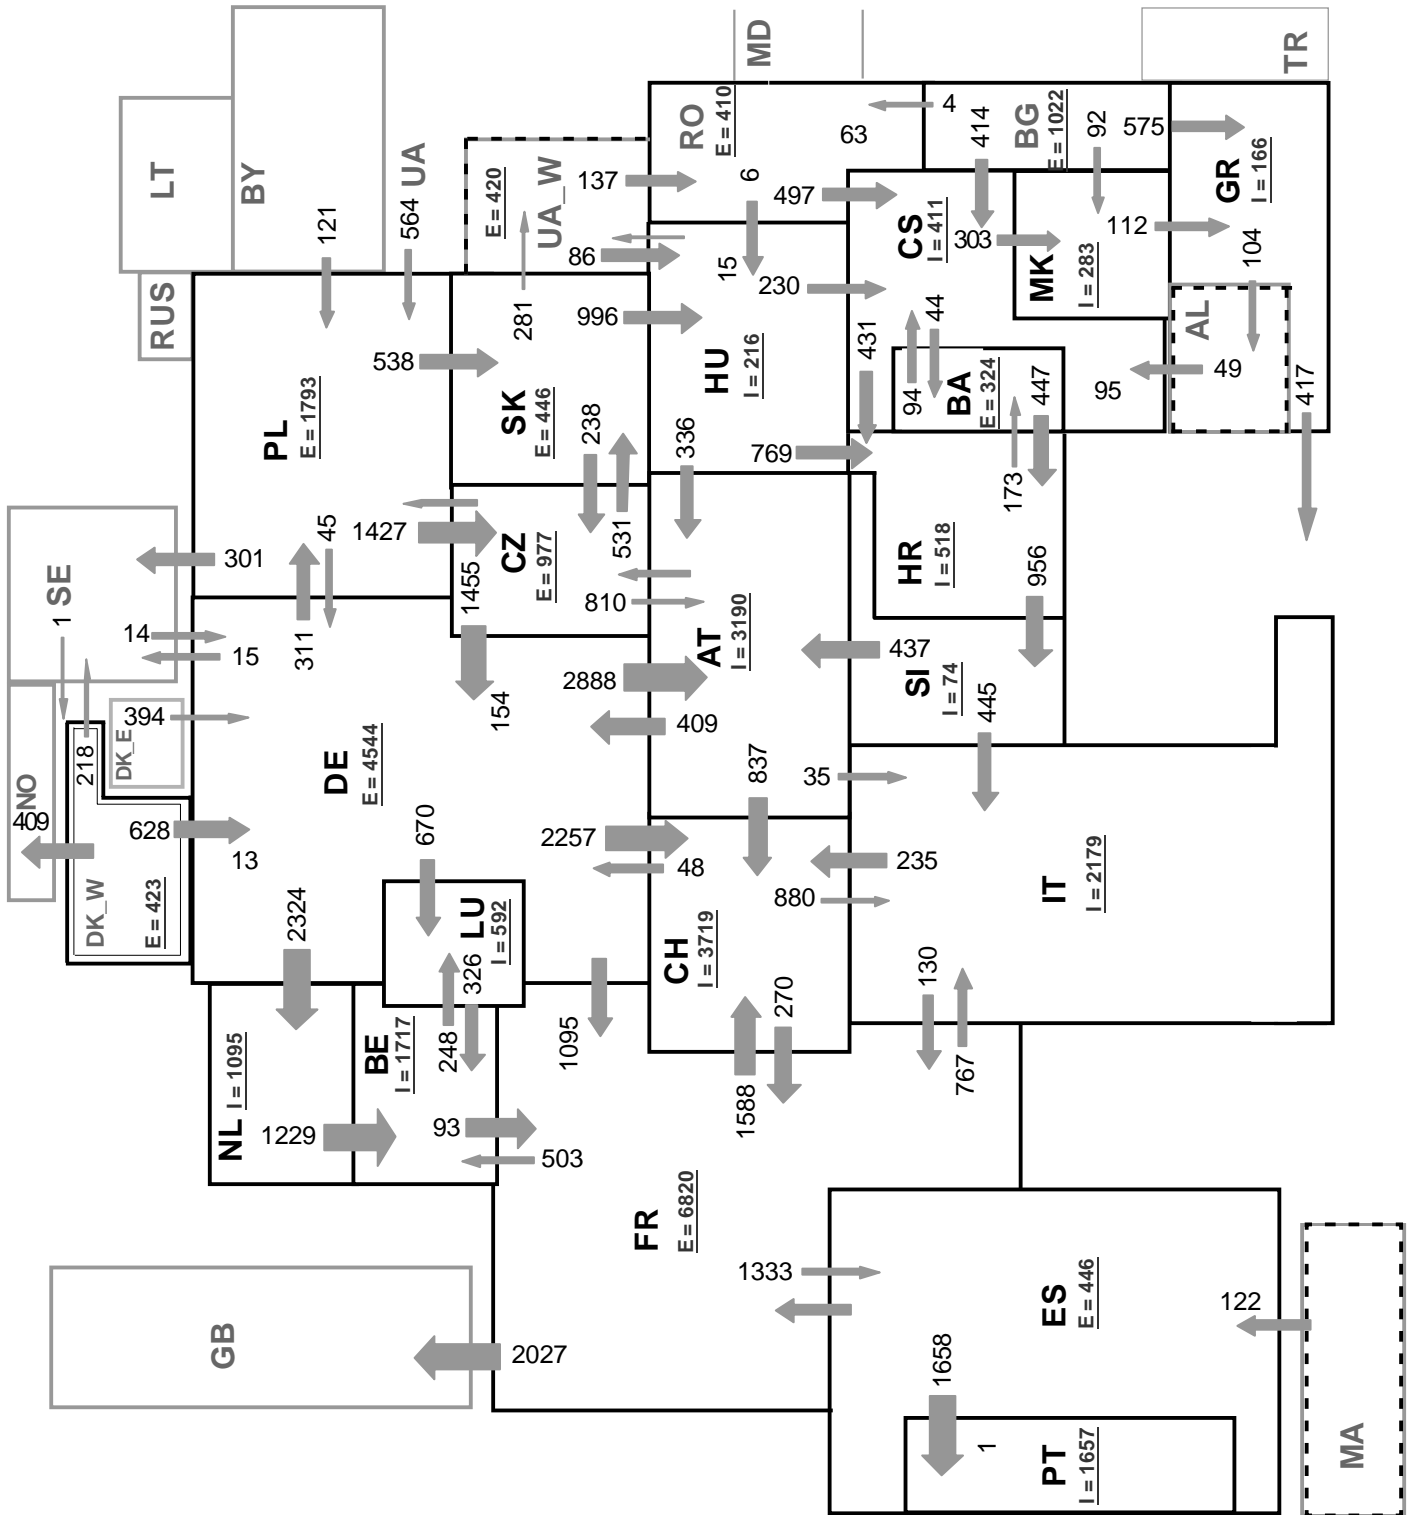 MD
TR
LT
BY
RO
E = 410
63
4
414
BG
E = 1022
92
575
GR
I = 166
UA
564
121
E = 420
UA_W
137
6
497
CS
I = 411
303
MK
I = 283
112
104
86
15
230
RUS
281
996
44
431
AL
538
HU
I = 216
94
BA
E = 324
447
95
49
417
PL
E = 1793
SK
E = 446
238
336
769
173
45
1427
531
CZ
E = 977
1455
810
HR
I = 518
956
301
SE
1
14
15
311
AT
I = 3190
437
SI
I = 74
445
2888
154
409
394
DK_E
218
NO
409
DE
E = 4544
837
35
628
13
670
2257
48
235
880
IT
I = 2179
DK_W
E = 423
2324
LU
I = 592
326
CH
I = 3719
130
270
767
248
1095
BE
I = 1717
NL
I = 1095
1229
93
503
1588
FR
E = 6820
1333
ES
E = 446
122
GB
2027
1658
1
PT
I = 1657
MA